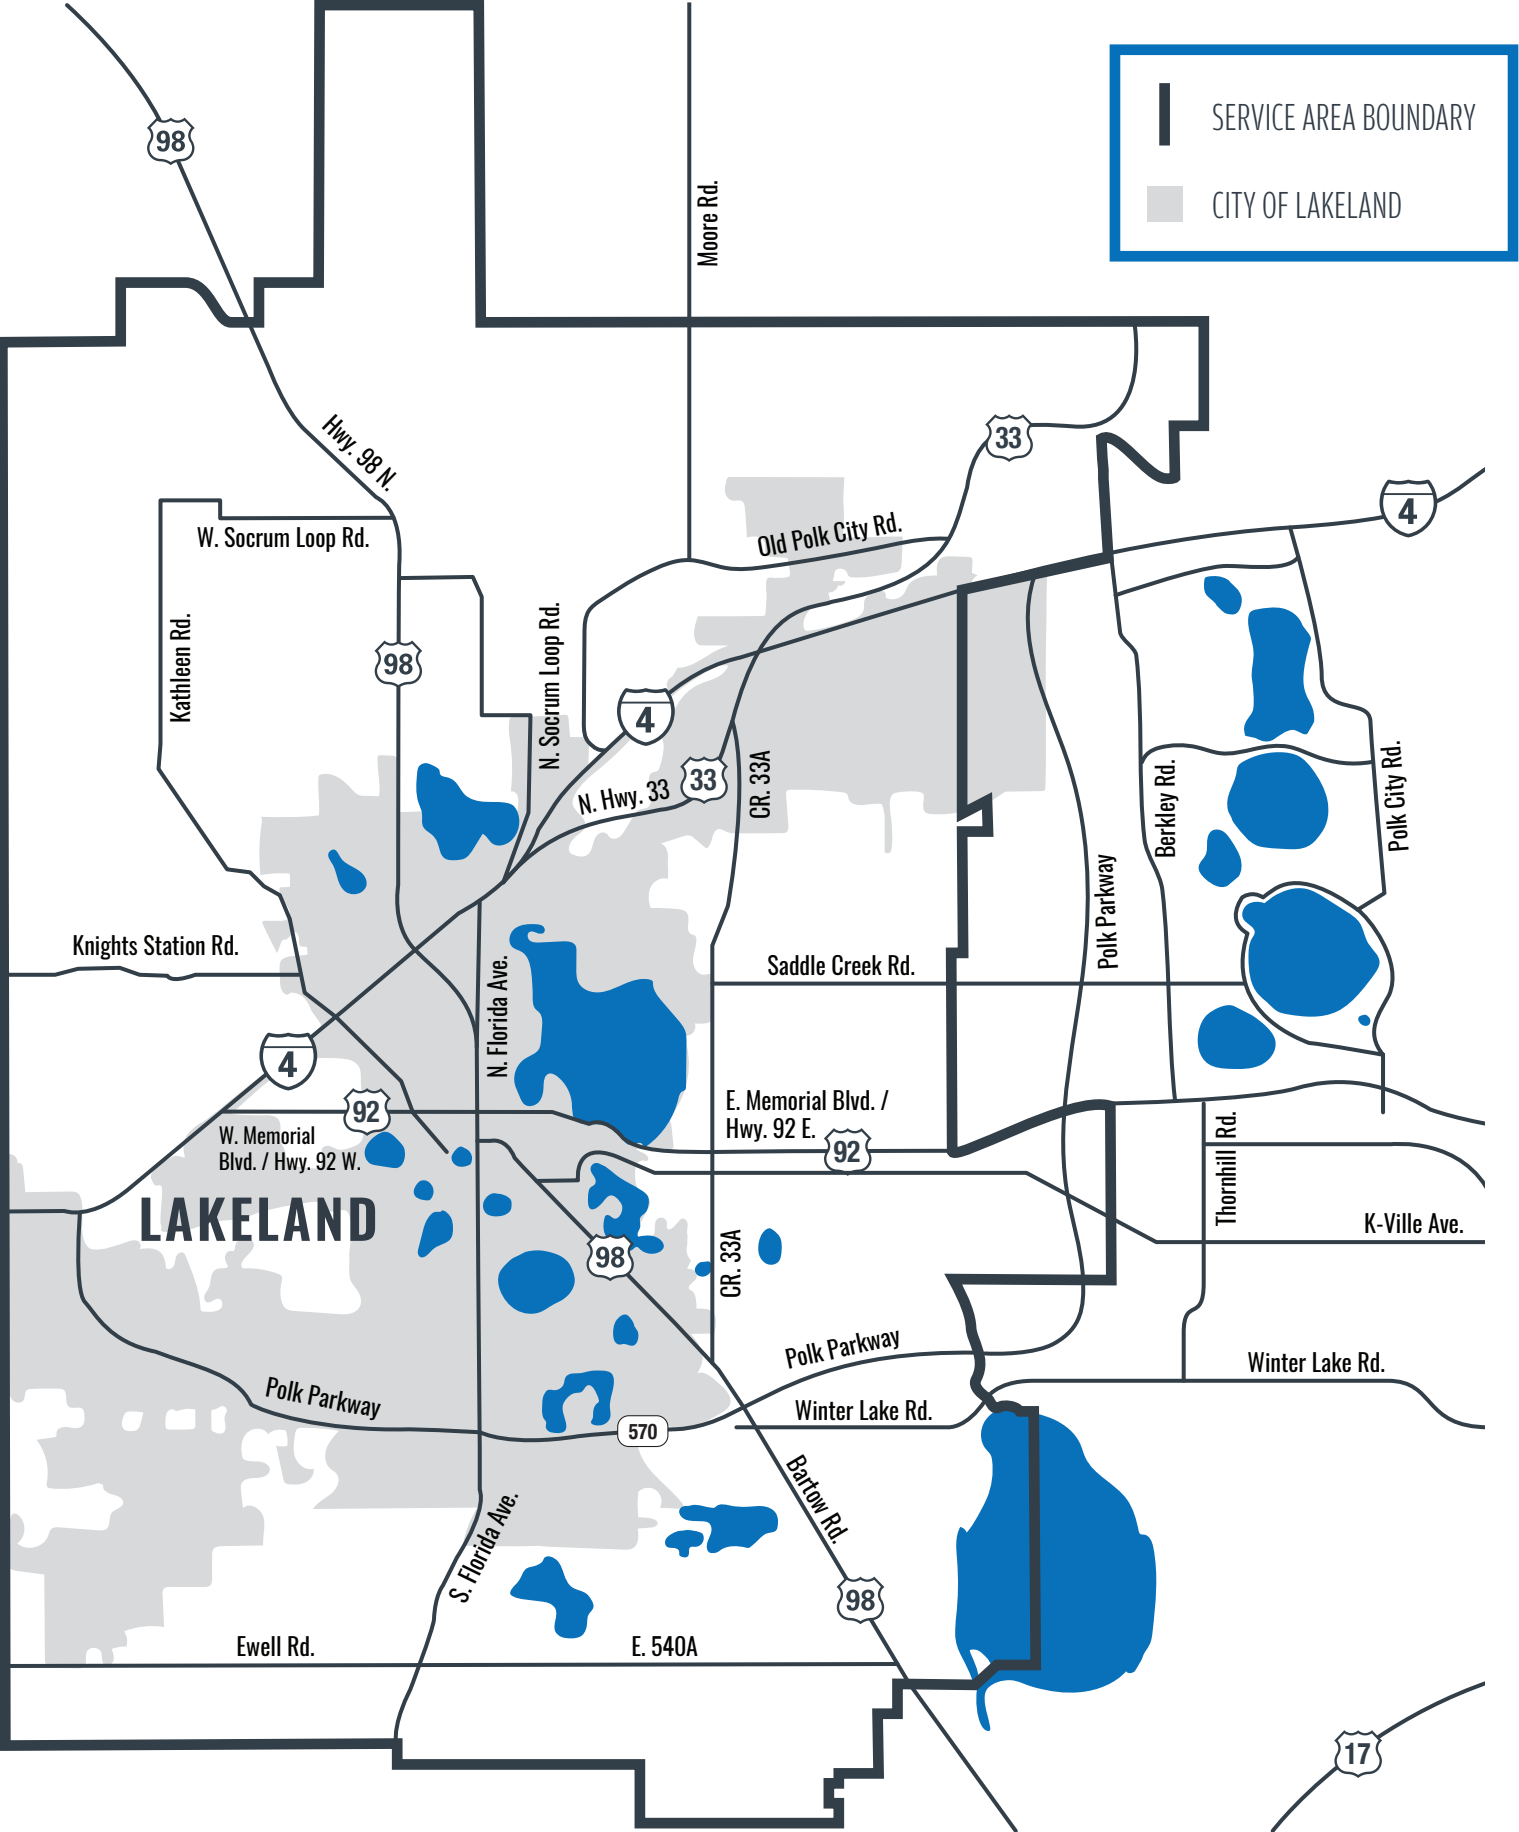 98
SERVICE AREA BOUNDARY
CITY OF LAKELAND
Moore Rd.
Hwy. 98 N.
33
4
W. Socrum Loop Rd.
Old Polk City Rd.
Kathleen Rd.
98
N. Socrum Loop Rd.
4
33
N. Hwy. 33
CR. 33A
Berkley Rd.
Polk City Rd.
Polk Parkway
Knights Station Rd.
Saddle Creek Rd.
N. Florida Ave.
4
92
W. Memorial
Blvd. / Hwy. 92 W.
E. Memorial Blvd. /
Hwy. 92 E.
92
Thornhill Rd.
LAKELAND
K-Ville Ave.
98
CR. 33A
Polk Parkway
Winter Lake Rd.
Polk Parkway
Winter Lake Rd.
570
Bartow Rd.
S. Florida Ave.
98
Ewell Rd.
E. 540A
17